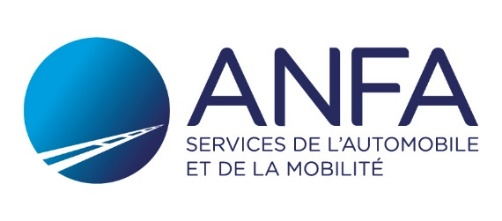 ANFA
SERVICES DE L'AUTOMOBILE
ET DE LA MOBILITÉ